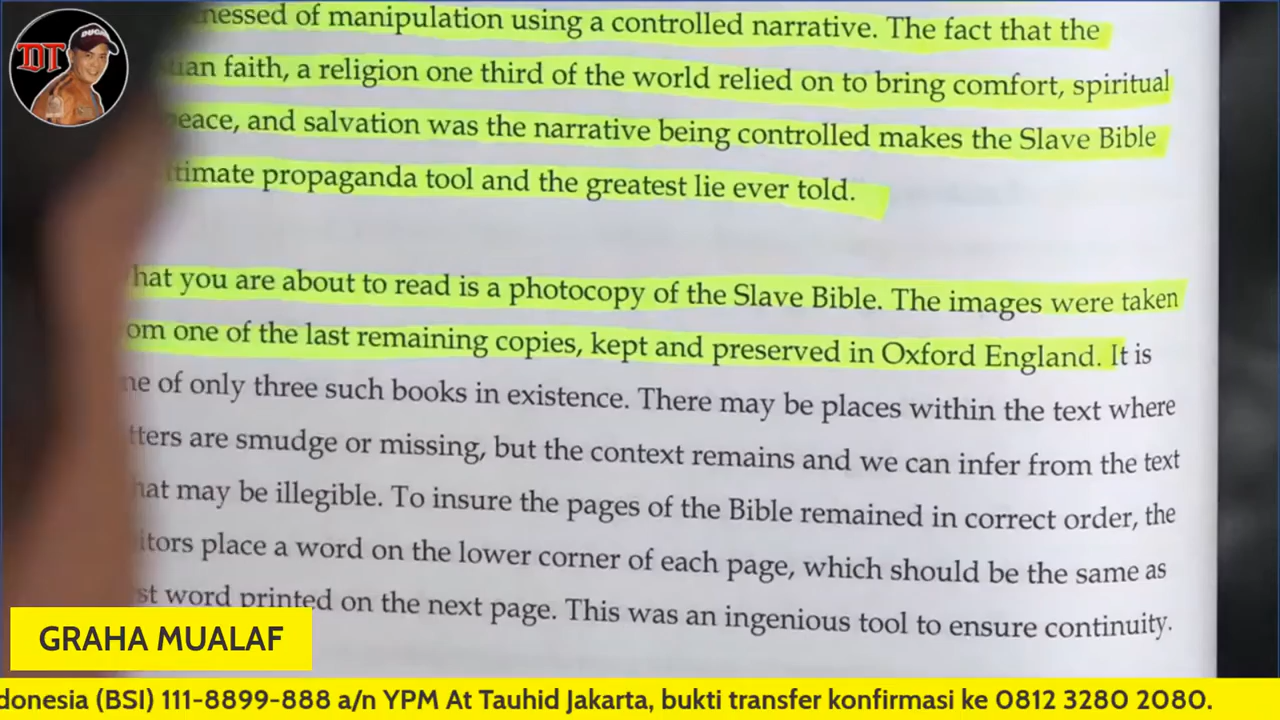 DT
DUCATI
nessed of manipulation using a controlled narrative. The fact that the
ian faith, a religion one third of the world relied on to bring comfort, spiritual
peace, and salvation was the narrative being controlled makes the Slave Bible
timate propaganda tool and the greatest lie ever told.
hat you are about to read is a photocopy of the Slave Bible. The images were taken
om one of the last remaining copies, kept and preserved in Oxford England. It is
ne of only three such books in existence. There may be places within the text where
tters are smudge or missing, but the context remains and we can infer from the text
hat may be illegible. To insure the pages of the Bible remained in correct order, the
itors place a word on the lower corner of each page, which should be the same as
st word printed on the next page. This was an ingenious tool to ensure continuity.
GRAHA MUALAF
donesia (BSI) 111-8899-888 a/n YPM At Tauhid Jakarta, bukti transfer konfirmasi ke 0812 3280 2080.